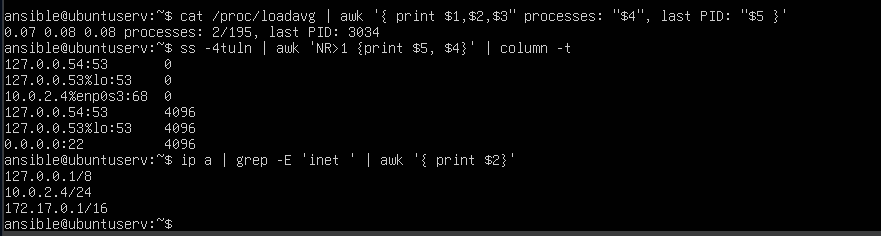 ansible@ubuntuserv:~$ cat /proc/loadavg | awk '{ print $1,$2,$3" processes: "$4", last PID: "$5 }'
0.07 0.08 0.08 processes: 2/195, last PID: 3034
ansible@ubuntuserv:~$ ss -4tuln | awk 'NR>1 {print $5, $4}' | column -t
127.0.0.54:53 0
127.0.0.53%lo:53 0
10.0.2.4%enp0s3:68 0
127.0.0.54:53 4096
127.0.0.53%lo:53 4096
0.0.0.0:22 4096
ansible@ubuntuserv:~$ ip a | grep -E 'inet ' | awk '{ print $2}'
127.0.0.1/8
10.0.2.4/24
172.17.0.1/16
ansible@ubuntuserv:~$